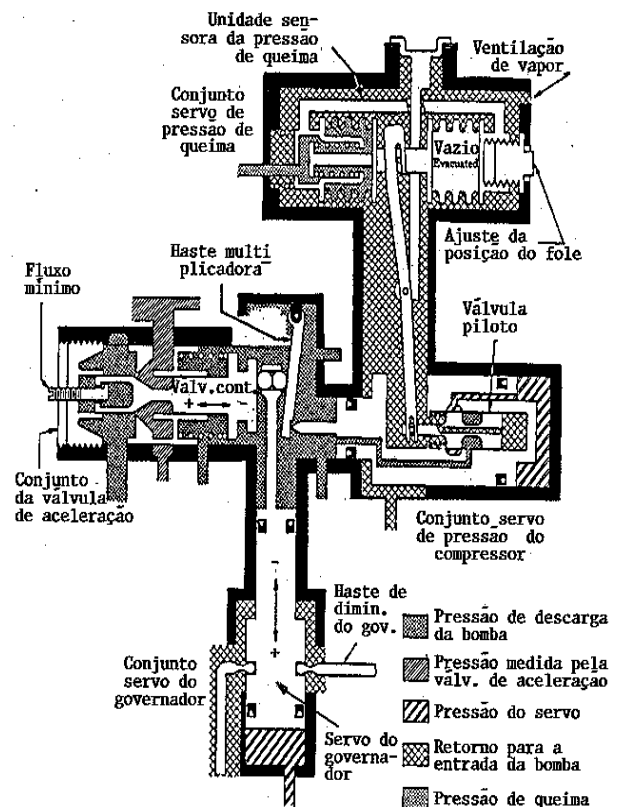 Unidade sen-
sora da pressão
de queima
Ventilação
de vapor
Conjunto
servo de
pressao de
queima
Vazio
Evacuated
Ajuste da
posição do fole
Haste multi
plicadora
Fluxo
mínimo
Válvula
piloto
Valv.cont.
+ -
Conjunto
da válvula
de aceleração
Conjunto servo
de pressão do
compressor
-
+
Haste de
dimin.
do gov.
Conjunto
servo do
governador
Servo do
governa-
dor
Pressão de descarga
da bomba
Pressão medida pela
válv. de aceleração
Pressão do servo
Retorno para a
entrada da bomba
Pressão de queima